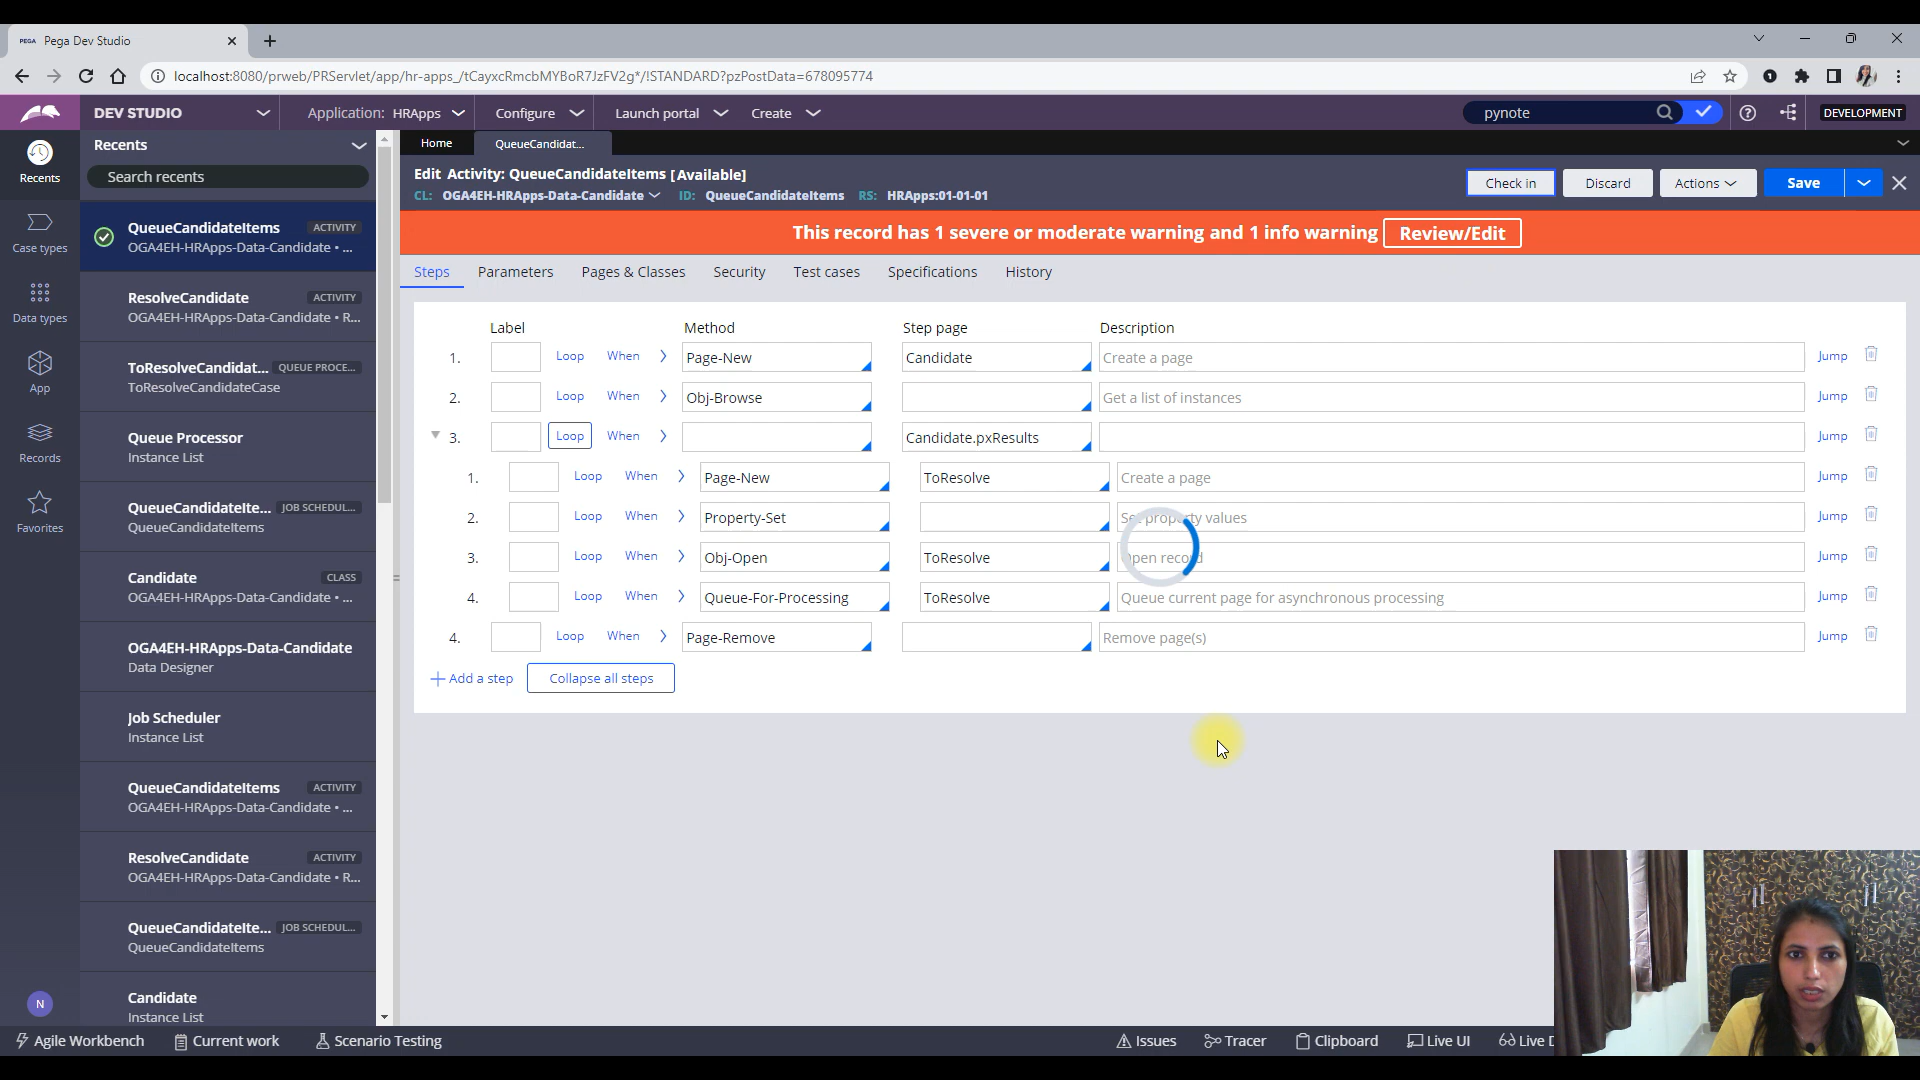 PEGA Pega Dev Studio
localhost:8080/prweb/PRServlet/app/hr-apps_/tCayxcRmcbMYBoR7JzFV2g*/!STANDARD?pzPostData=678095774
DEV STUDIO
Application: HRApps
Configure
Launch portal
Create
pynote
DEVELOPMENT
Recents
Case types
Data types
App
Records
Favorites
N
Recents
Search recents
QueueCandidateItems ACTIVITY
OGA4EH-HRApps-Data-Candidate • ...
ResolveCandidate ACTIVITY
OGA4EH-HRApps-Data-Candidate • R...
ToResolveCandidat... QUEUE PROCE...
ToResolveCandidateCase
Queue Processor
Instance List
QueueCandidateIte... JOB SCHEDUL...
QueueCandidateItems
Candidate CLASS
OGA4EH-HRApps-Data-Candidate • ...
OGA4EH-HRApps-Data-Candidate
Data Designer
Job Scheduler
Instance List
QueueCandidateItems ACTIVITY
OGA4EH-HRApps-Data-Candidate • ...
ResolveCandidate ACTIVITY
OGA4EH-HRApps-Data-Candidate • R...
QueueCandidateIte... JOB SCHEDUL...
QueueCandidateItems
Candidate
Instance List
Home
QueueCandidat...
Edit Activity: QueueCandidateItems [Available]
CL: OGA4EH-HRApps-Data-Candidate ID: QueueCandidateItems RS: HRApps:01-01-01
Check in
Discard
Actions
Save
This record has 1 severe or moderate warning and 1 info warning Review/Edit
Steps Parameters Pages & Classes Security Test cases Specifications History
Label Method Step page Description
1. Loop When Page-New Candidate Create a page Jump
2. Loop When Obj-Browse Get a list of instances Jump
3. Loop When Candidate.pxResults Jump
1. Loop When Page-New ToResolve Create a page Jump
2. Loop When Property-Set Set property values Jump
3. Loop When Obj-Open ToResolve Open record Jump
4. Loop When Queue-For-Processing ToResolve Queue current page for asynchronous processing Jump
4. Loop When Page-Remove Remove page(s) Jump
Add a step
Collapse all steps
Agile Workbench
Current work
Scenario Testing
Issues
Tracer
Clipboard
Live UI
Live